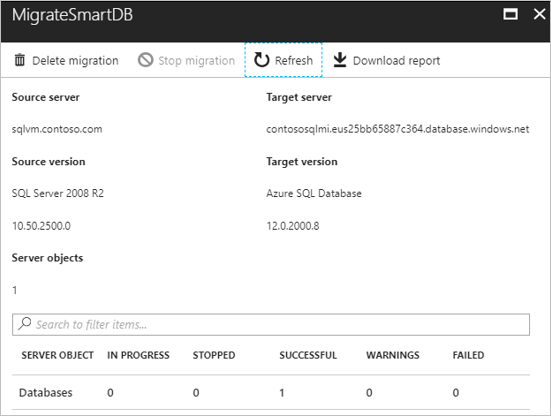 MigrateSmartDB
Delete migration Stop migration Refresh Download report
Source server Target server
sqlvm.contoso.com contososqlmi.eus25bb65887c364.database.windows.net
Source version Target version
SQL Server 2008 R2 Azure SQL Database
10.50.2500.0 12.0.2000.8
Server objects
1
Search to filter items...
SERVER OBJECT IN PROGRESS STOPPED SUCCESSFUL WARNINGS FAILED
Databases 0 0 1 0 0